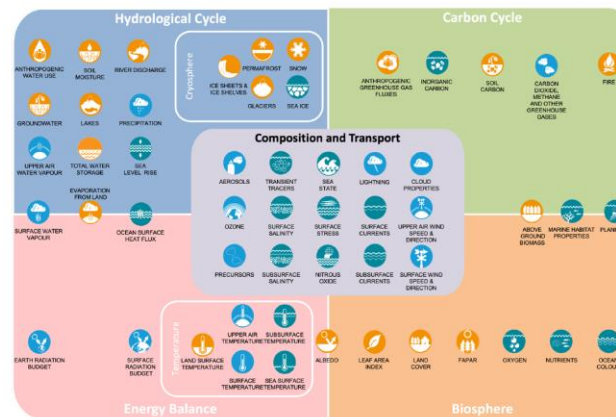 Hydrological Cycle
Carbon Cycle
Cryosphere
ANTHROPOGENIC
WATER USE
SOIL
MOISTURE
RIVER DISCHARGE
PERMAFROST
SNOW
ICE SHEETS &
ICE SHELVES
GLACIERS
SEA ICE
ANTHROPOGENIC
GREENHOUSE GAS
FLUXES
INORGANIC
CARBON
SOIL
CARBON
CARBON
DIOXIDE,
METHANE
AND OTHER
GREENHOUSE
GASES
FIRE
GROUNDWATER
LAKES
PRECIPITATION
UPPER AIR
WATER VAPOUR
TOTAL WATER
STORAGE
SEA
LEVEL RISE
SURFACE WATER
VAPOUR
EVAPORATION
FROM LAND
OCEAN SURFACE
HEAT FLUX
Composition and Transport
AEROSOLS
TRANSIENT
TRACERS
SEA
STATE
LIGHTNING
CLOUD
PROPERTIES
OZONE
SURFACE
SALINITY
SURFACE
STRESS
SURFACE
CURRENTS
UPPER AIR WIND
SPEED &
DIRECTION
PRECURSORS
SUBSURFACE
SALINITY
NITROUS
OXIDE
SUBSURFACE
CURRENTS
SURFACE WIND
SPEED &
DIRECTION
ABOVE
GROUND
BIOMASS
MARINE HABITAT
PROPERTIES
PLANK
Temperature
EARTH RADIATION
BUDGET
SURFACE
RADIATION
BUDGET
LAND SURFACE
TEMPERATURE
UPPER AIR
TEMPERATURE
SUBSURFACE
TEMPERATURE
SURFACE
TEMPERATURE
SEA SURFACE
TEMPERATURE
ALBEDO
LEAF AREA
INDEX
LAND
COVER
FAPAR
OXYGEN
NUTRIENTS
OCEAN
COLOU
Energy Balance
Biosphere